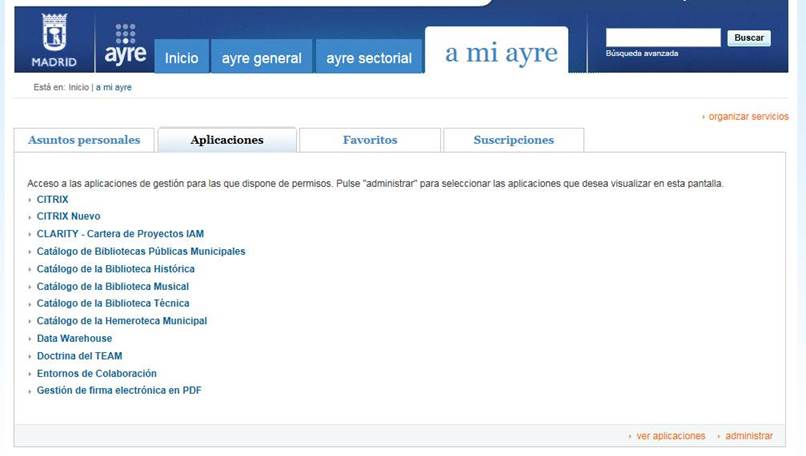 MADRID
ayre
Inicio
ayre general
ayre sectorial
a mi ayre
Buscar
Búsqueda avanzada
Está en: Inicio | a mi ayre
organizar servicios
Asuntos personales
Aplicaciones
Favoritos
Suscripciones
Acceso a las aplicaciones de gestión para las que dispone de permisos. Pulse "administrar" para seleccionar las aplicaciones que desea visualizar en esta pantalla.
CITRIX
CITRIX Nuevo
CLARITY - Cartera de Proyectos IAM
Catálogo de Bibliotecas Públicas Municipales
Catálogo de la Biblioteca Histórica
Catálogo de la Biblioteca Musical
Catálogo de la Biblioteca Técnica
Catálogo de la Hemeroteca Municipal
Data Warehouse
Doctrina del TEAM
Entornos de Colaboración
Gestión de firma electrónica en PDF
ver aplicaciones
administrar